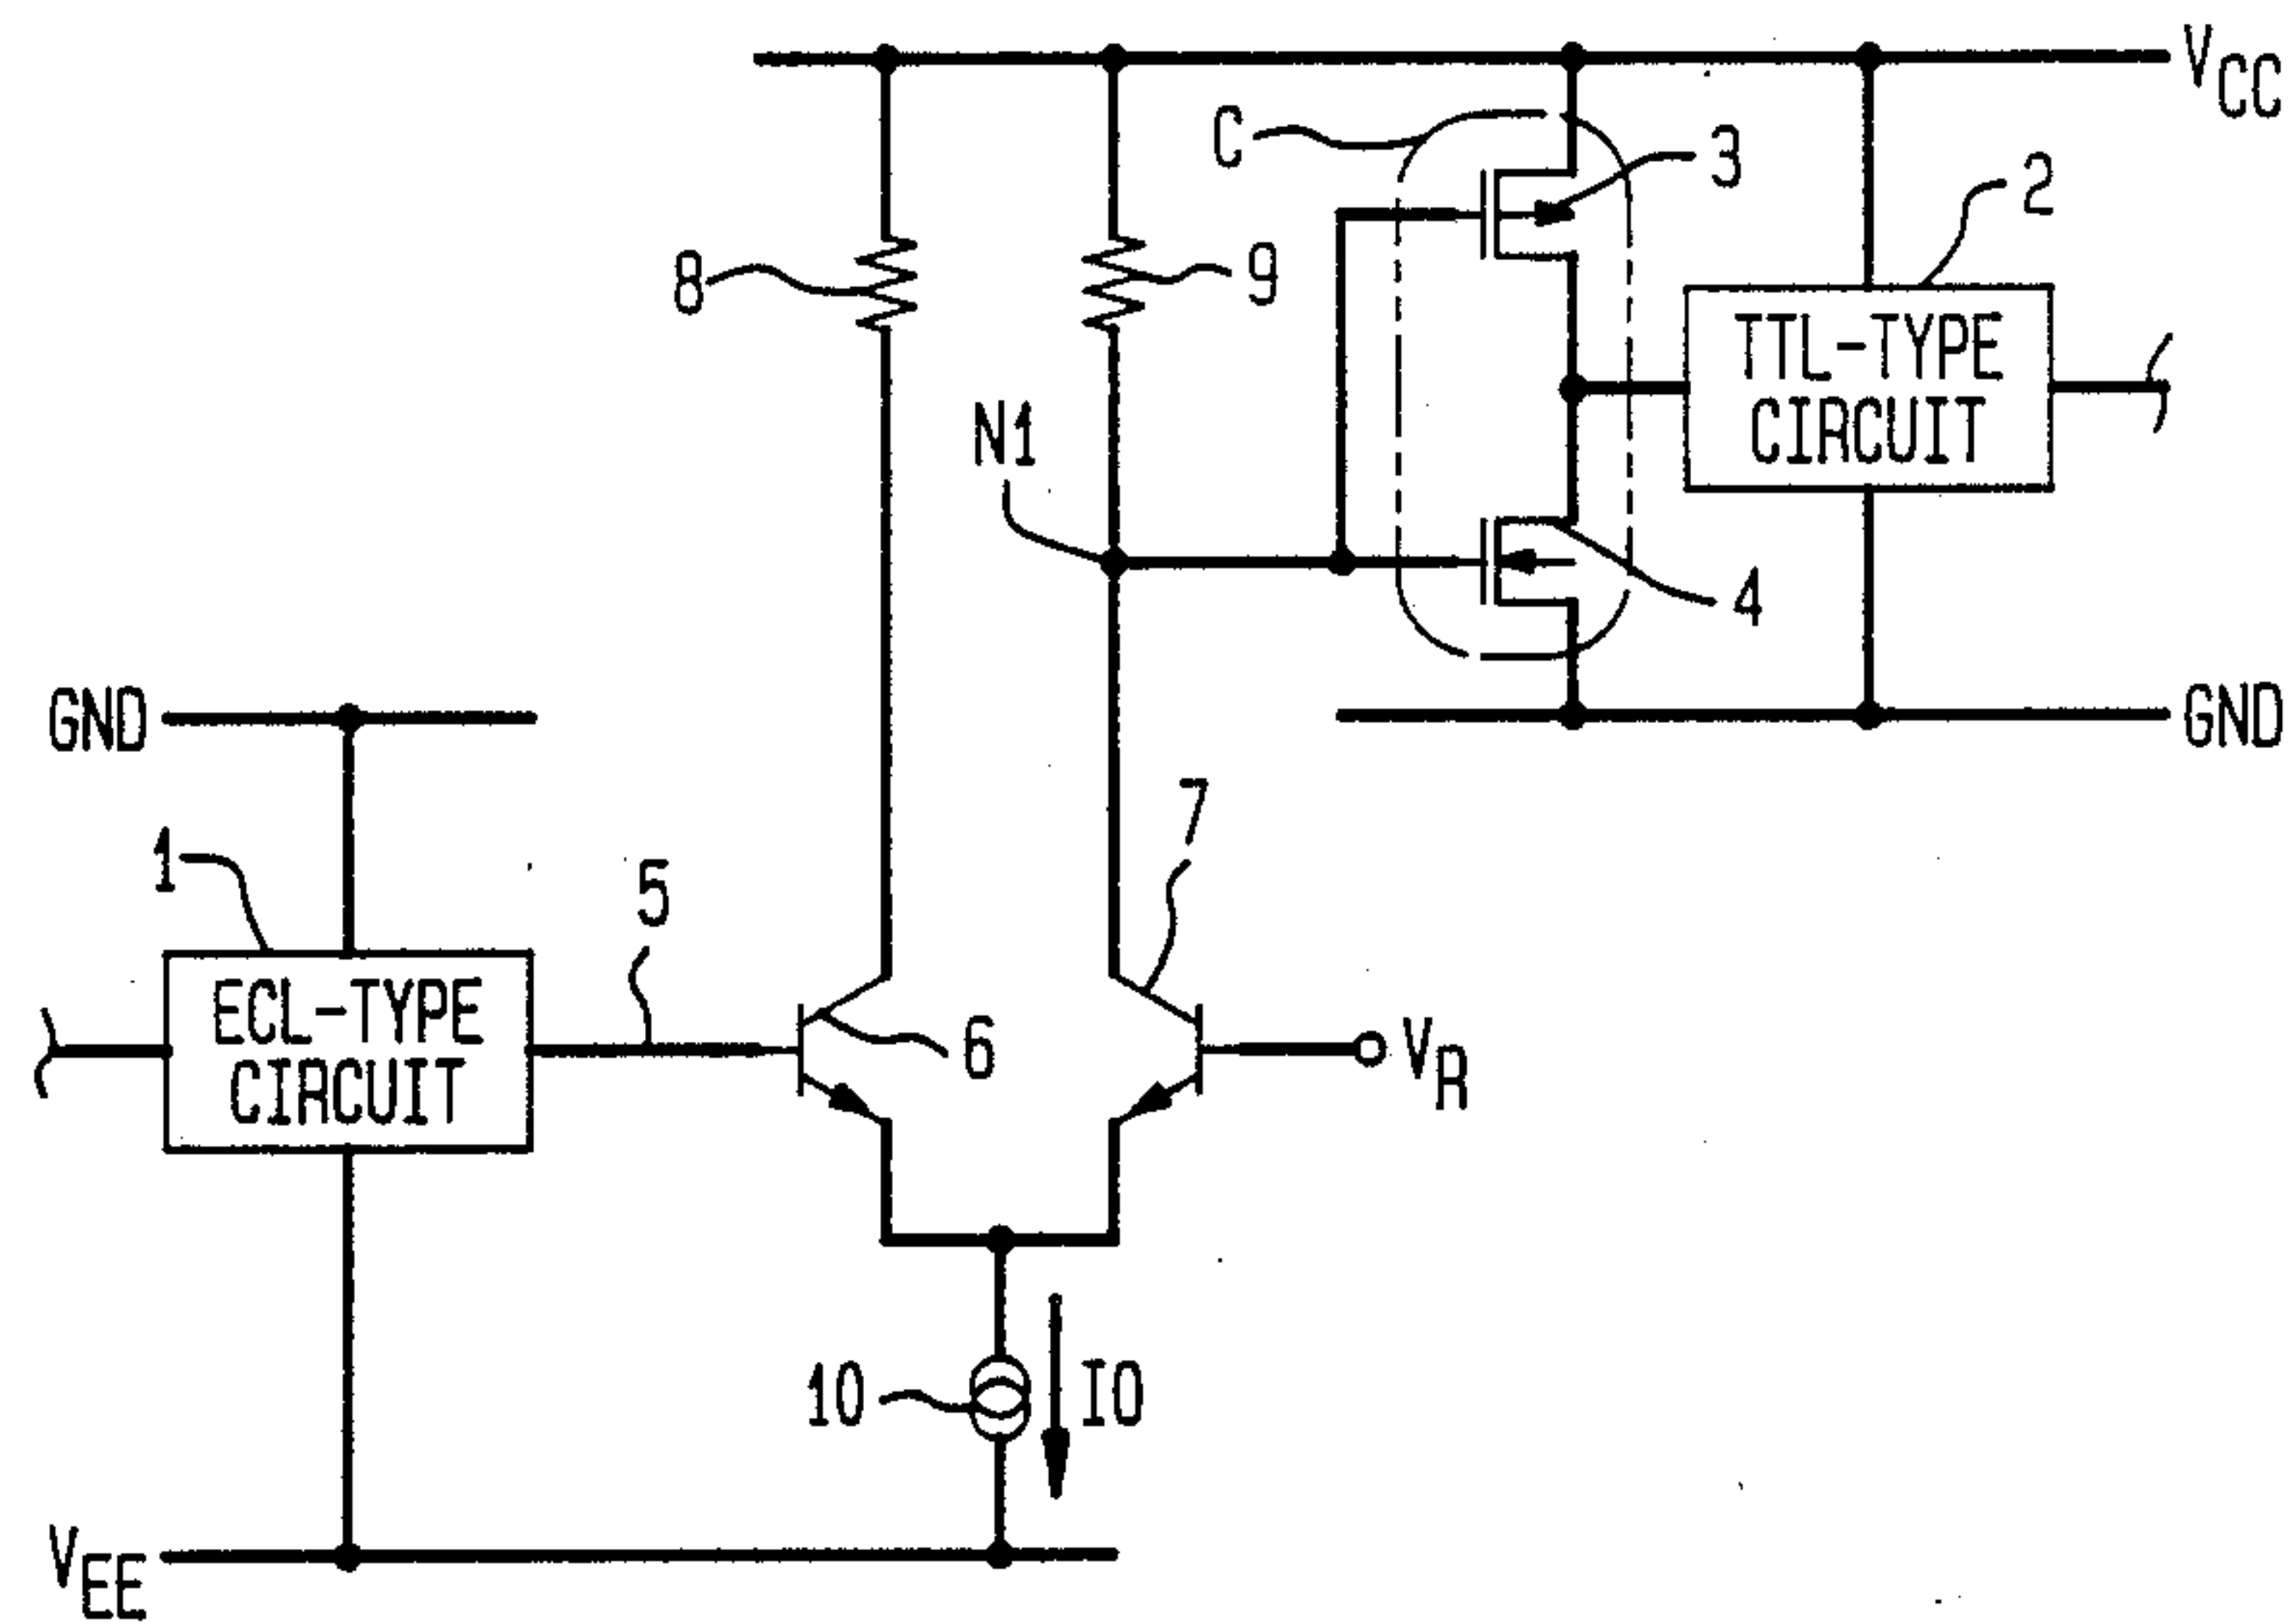 VCC
C
3
2
8
9
TTL-TYPE
CIRCUIT
N1
4
GND
GND
7
1
5
ECL-TYPE
CIRCUIT
6
VR
10
IO
VEE